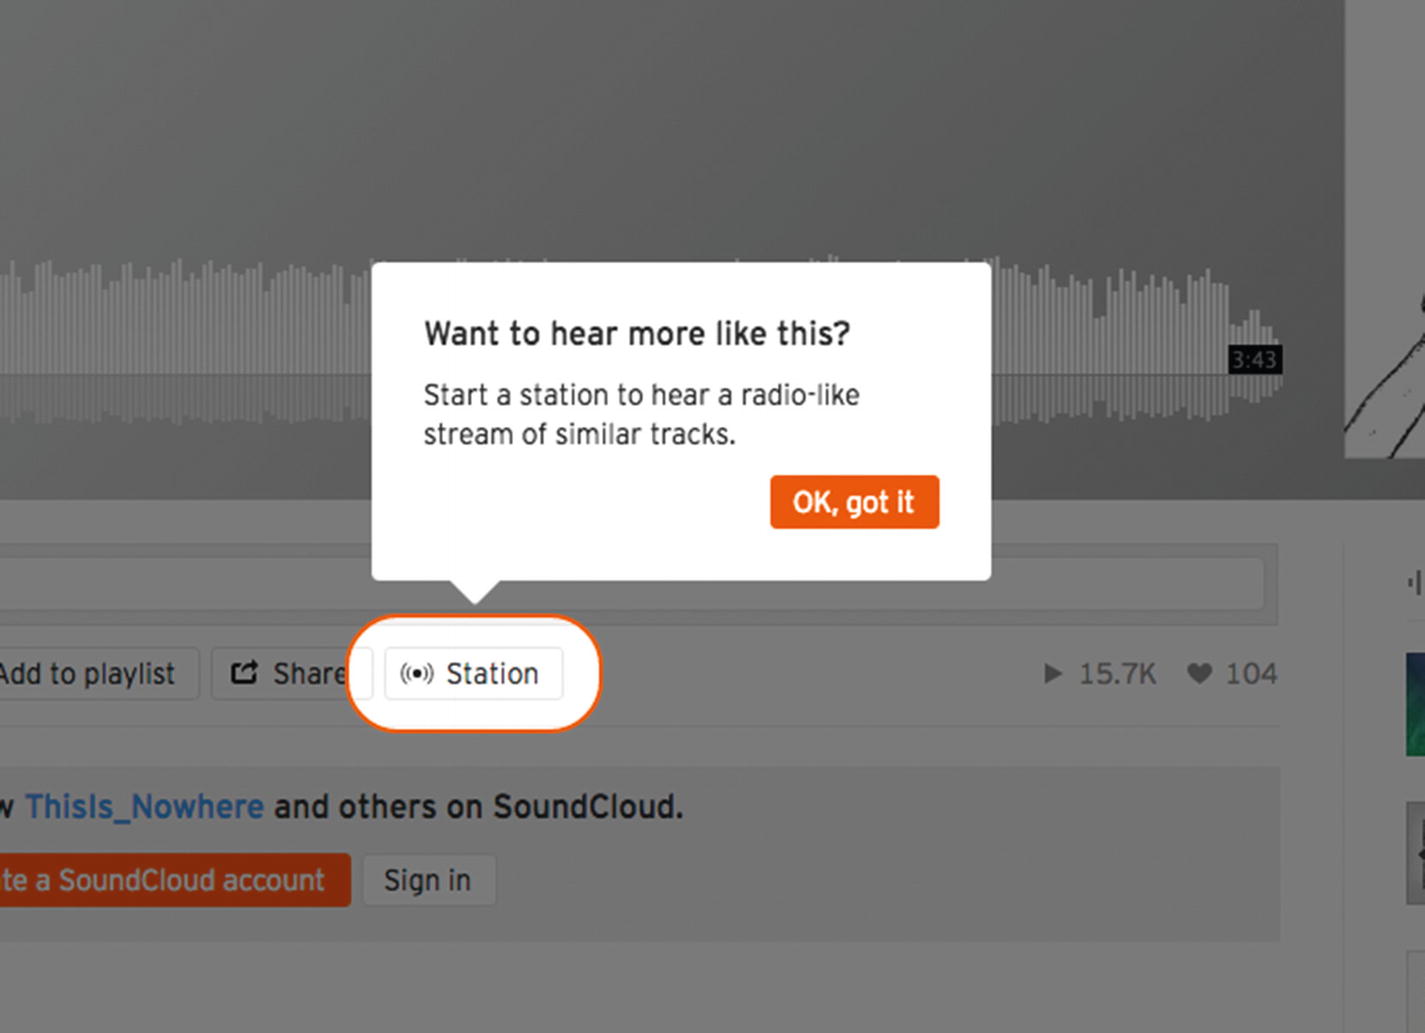 Want to hear more like this?
Start a station to hear a radio-like
stream of similar tracks.
OK, got it
3:43
Add to playlist
Share
Station
15.7K
104
w ThisIs_Nowhere and others on SoundCloud.
te a SoundCloud account
Sign in